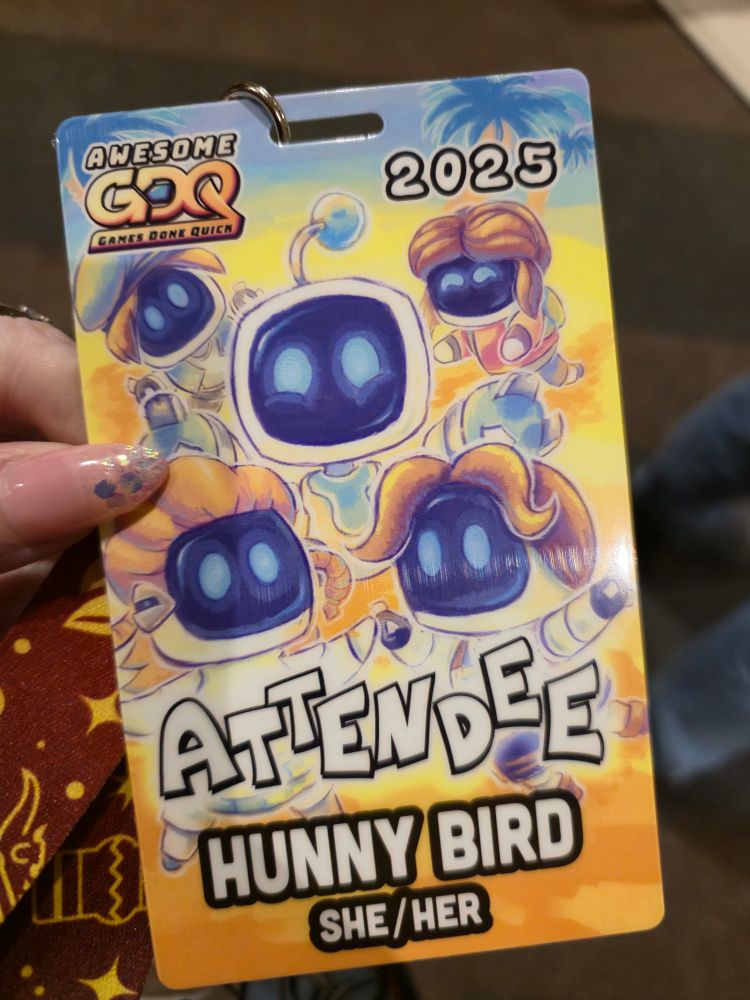 AWESOME
GDQ
GAMES DONE QUICK
2025
ATTENDEE
HUNNY BIRD
SHE/HER